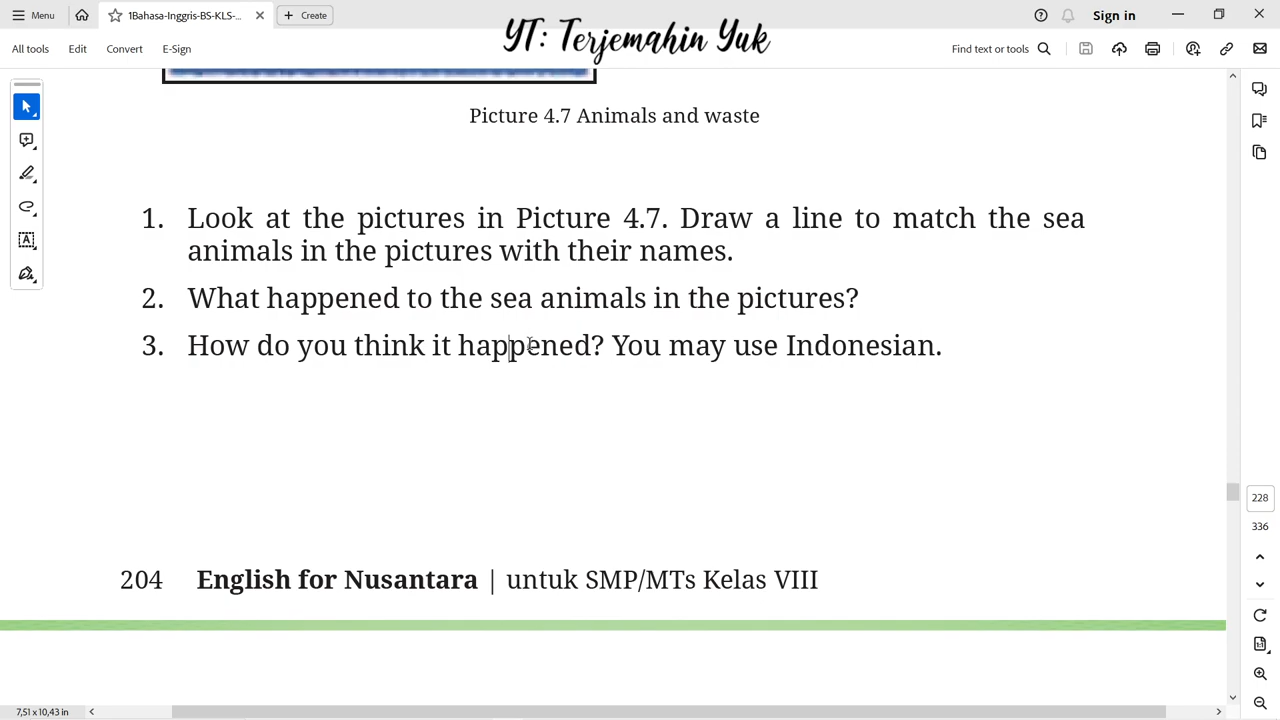 Menu
1Bahasa-Inggris-BS-KLS-...
Create
YT: Terjemahin Yuk
Sign in
All tools
Edit
Convert
E-Sign
Find text or tools
Picture 4.7 Animals and waste
1. Look at the pictures in Picture 4.7. Draw a line to match the sea
animals in the pictures with their names.
2. What happened to the sea animals in the pictures?
3. How do you think it happened? You may use Indonesian.
204 English for Nusantara | untuk SMP/MTs Kelas VIII
228
336
7,51 x 10,43 in